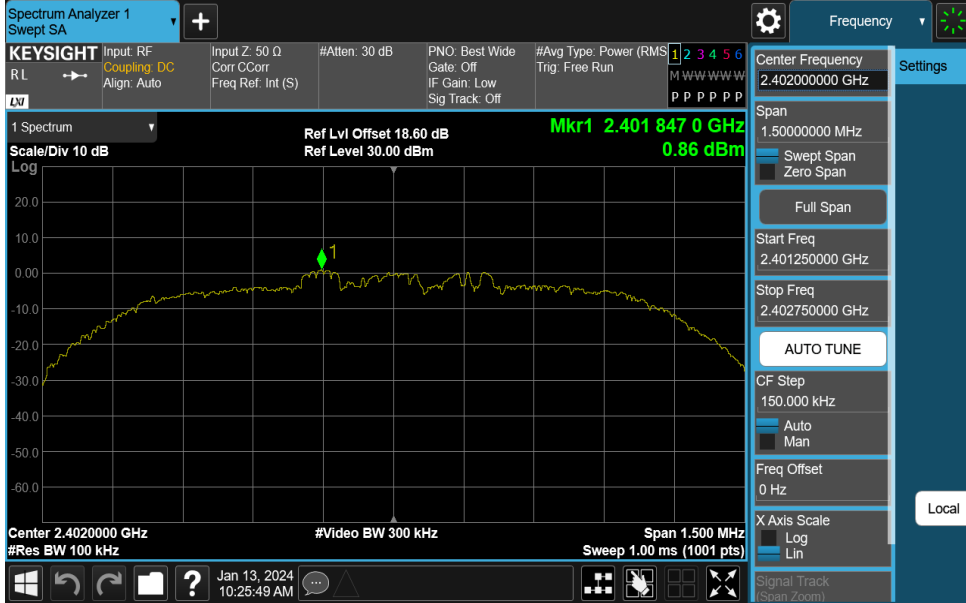 Spectrum Analyzer 1
Swept SA
Frequency
KEYSIGHT
RL
LXI
Input: RF
Coupling: DC
Align: Auto
Input Z: 50 Ω
Corr CCorr
Freq Ref: Int (S)
#Atten: 30 dB
PNO: Best Wide
Gate: Off
IF Gain: Low
Sig Track: Off
#Avg Type: Power (RMS
Trig: Free Run
1 2 3 4 5 6
M W W W W W
P P P P P P
1 Spectrum
Scale/Div 10 dB
Log
Ref Lvl Offset 18.60 dB
Ref Level 30.00 dBm
Mkr1 2.401 847 0 GHz
0.86 dBm
20.0
10.0
0.00
-10.0
-20.0
-30.0
-40.0
-50.0
-60.0
1
Center 2.4020000 GHz
#Res BW 100 kHz
#Video BW 300 kHz
Span 1.500 MHz
Sweep 1.00 ms (1001 pts)
Jan 13, 2024
10:25:49 AM
Center Frequency
2.402000000 GHz
Span
1.50000000 MHz
Swept Span
Zero Span
Full Span
Start Freq
2.401250000 GHz
Stop Freq
2.402750000 GHz
AUTO TUNE
CF Step
150.000 kHz
Auto
Man
Freq Offset
0 Hz
X Axis Scale
Log
Lin
Signal Track
(Span Zoom)
Settings
Local